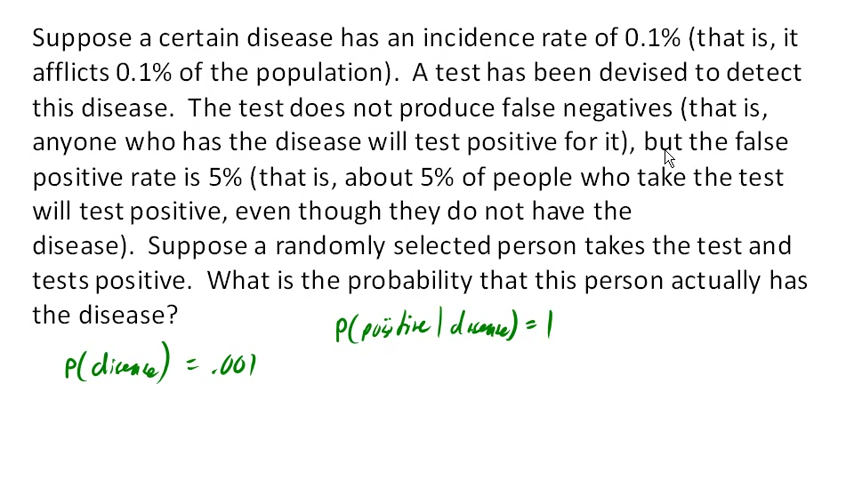 Suppose a certain disease has an incidence rate of 0.1% (that is, it
afflicts 0.1% of the population). A test has been devised to detect
this disease. The test does not produce false negatives (that is,
anyone who has the disease will test positive for it), but the false
positive rate is 5% (that is, about 5% of people who take the test
will test positive, even though they do not have the
disease). Suppose a randomly selected person takes the test and
tests positive. What is the probability that this person actually has
the disease?
P(positive | disease) = 1
P(disease) = .001